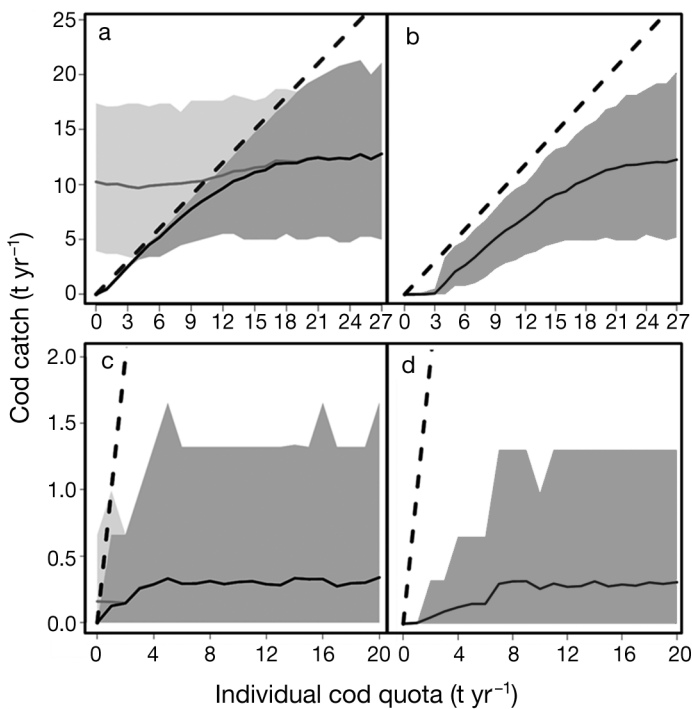 a
b
25
20
15
10
5
0
0 3 6 9 12 15 18 21 24 27
0 3 6 9 12 15 18 21 24 27
c
d
2.0
1.5
1.0
0.5
0.0
0 4 8 12 16 20
0 4 8 12 16 20
Cod catch (t yr⁻¹)
Individual cod quota (t yr⁻¹)